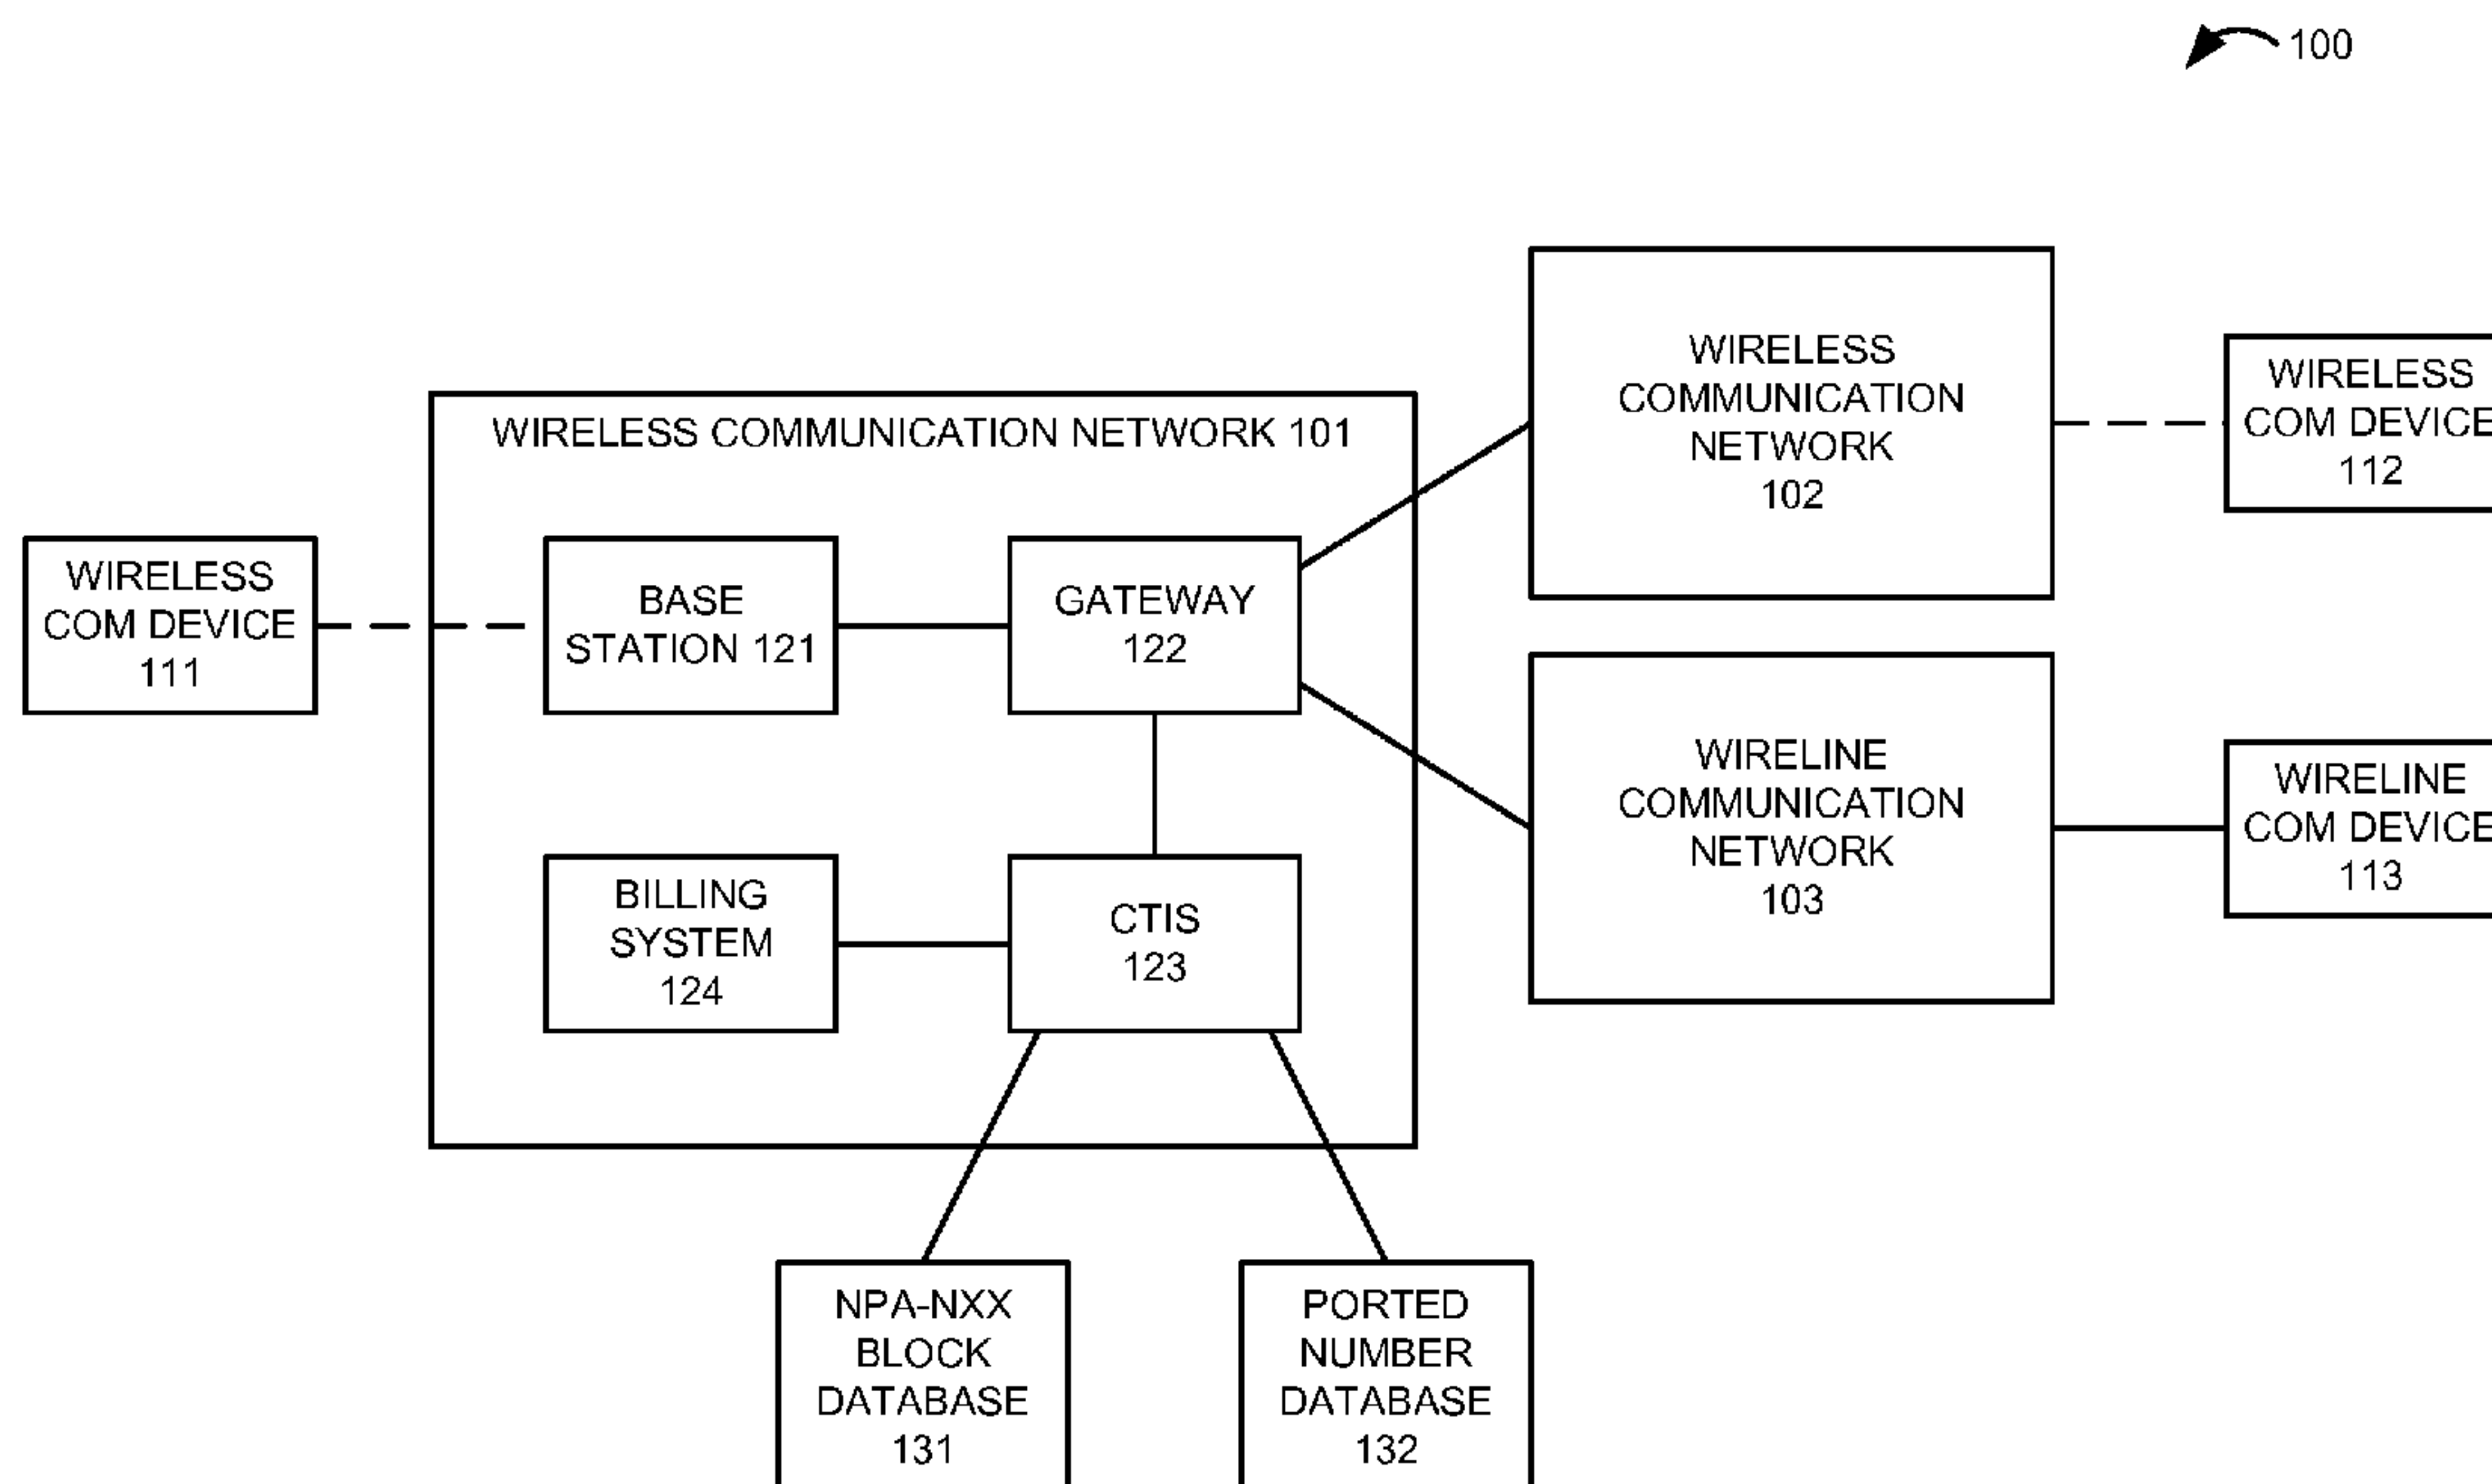 100
WIRELESS
COMMUNICATION
NETWORK
102
WIRELESS
COM DEVICE
112
WIRELESS COMMUNICATION NETWORK 101
WIRELESS
COM DEVICE
111
BASE
STATION 121
GATEWAY
122
WIRELINE
COMMUNICATION
NETWORK
103
WIRELINE
COM DEVICE
113
BILLING
SYSTEM
124
CTIS
123
NPA-NXX
BLOCK
DATABASE
131
PORTED
NUMBER
DATABASE
132